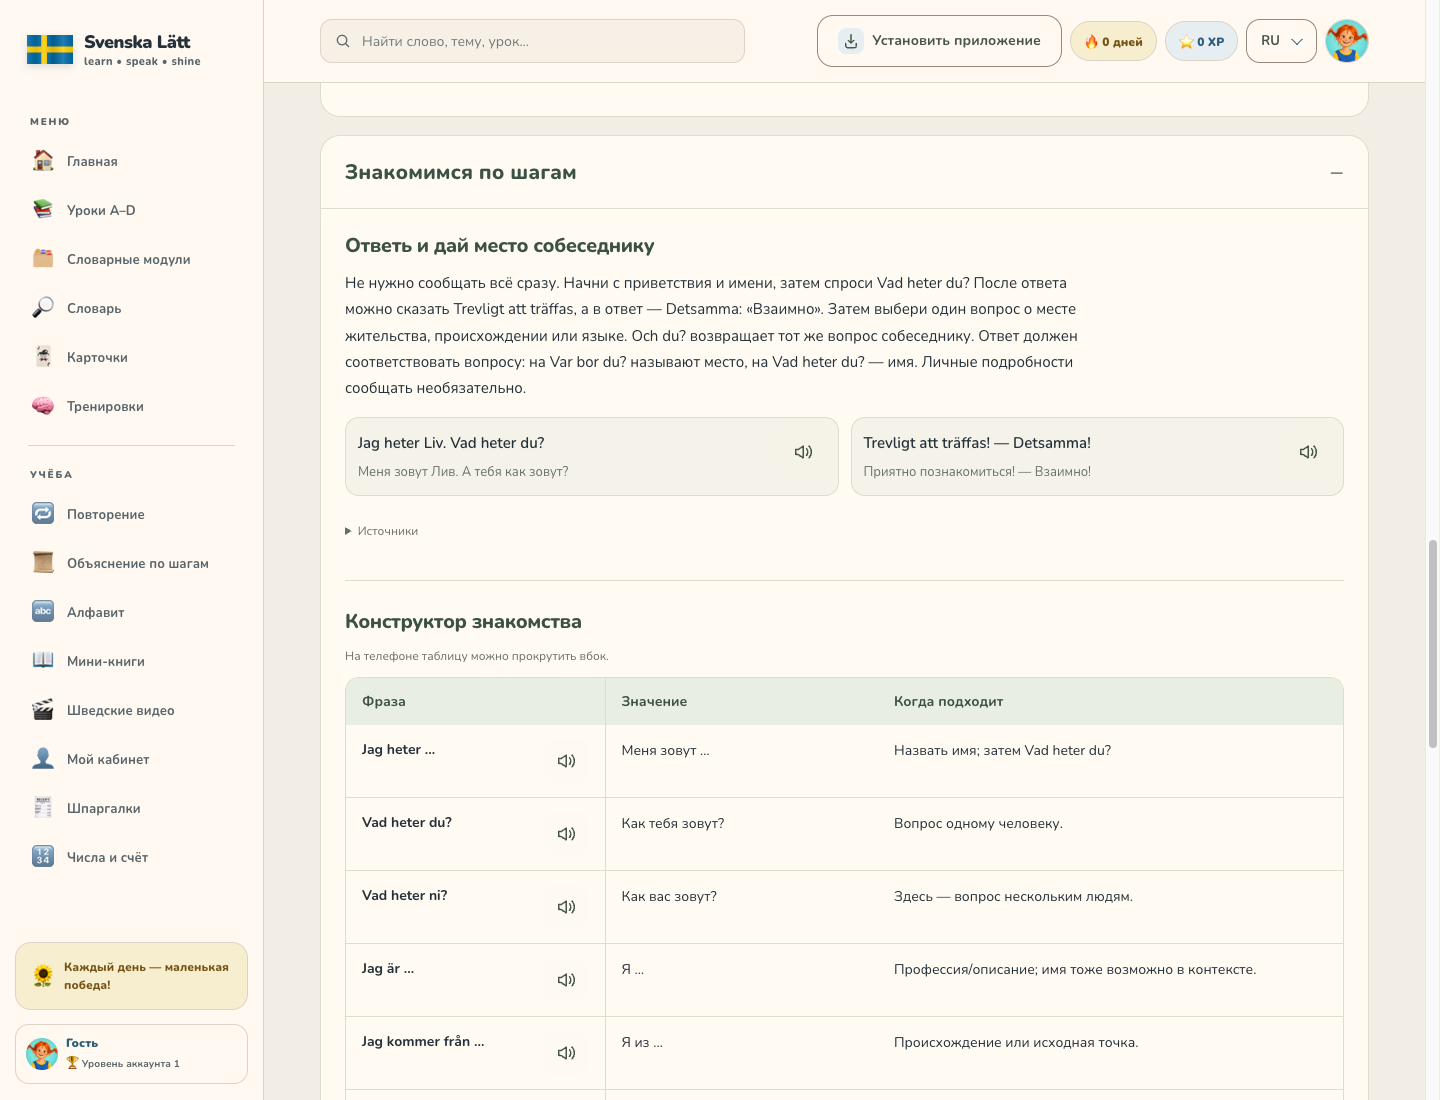 Svenska Lätt
learn • speak • shine
Найти слово, тему, урок...
Установить приложение
0 дней
0 XP
RU
МЕНЮ
Главная
Уроки A–D
Словарные модули
Словарь
Карточки
Тренировки
УЧЁБА
Повторение
Объяснение по шагам
Алфавит
Мини-книги
Шведские видео
Мой кабинет
Шпаргалки
Числа и счёт
Каждый день — маленькая
победа!
Гость
Уровень аккаунта 1
Знакомимся по шагам
Ответь и дай место собеседнику
Не нужно сообщать всё сразу. Начни с приветствия и имени, затем спроси Vad heter du? После ответа
можно сказать Trevligt att träffas, а в ответ — Detsamma: «Взаимно». Затем выбери один вопрос о месте
жительства, происхождении или языке. Och du? возвращает тот же вопрос собеседнику. Ответ должен
соответствовать вопросу: на Var bor du? называют место, на Vad heter du? — имя. Личные подробности
сообщать необязательно.
Jag heter Liv. Vad heter du?
Меня зовут Лив. А тебя как зовут?
Trevligt att träffas! — Detsamma!
Приятно познакомиться! — Взаимно!
Источники
Конструктор знакомства
На телефоне таблицу можно прокрутить вбок.
Фраза Значение Когда подходит
Jag heter ... Меня зовут ... Назвать имя; затем Vad heter du?
Vad heter du? Как тебя зовут? Вопрос одному человеку.
Vad heter ni? Как вас зовут? Здесь — вопрос нескольким людям.
Jag är ... Я ... Профессия/описание; имя тоже возможно в контексте.
Jag kommer från ... Я из ... Происхождение или исходная точка.